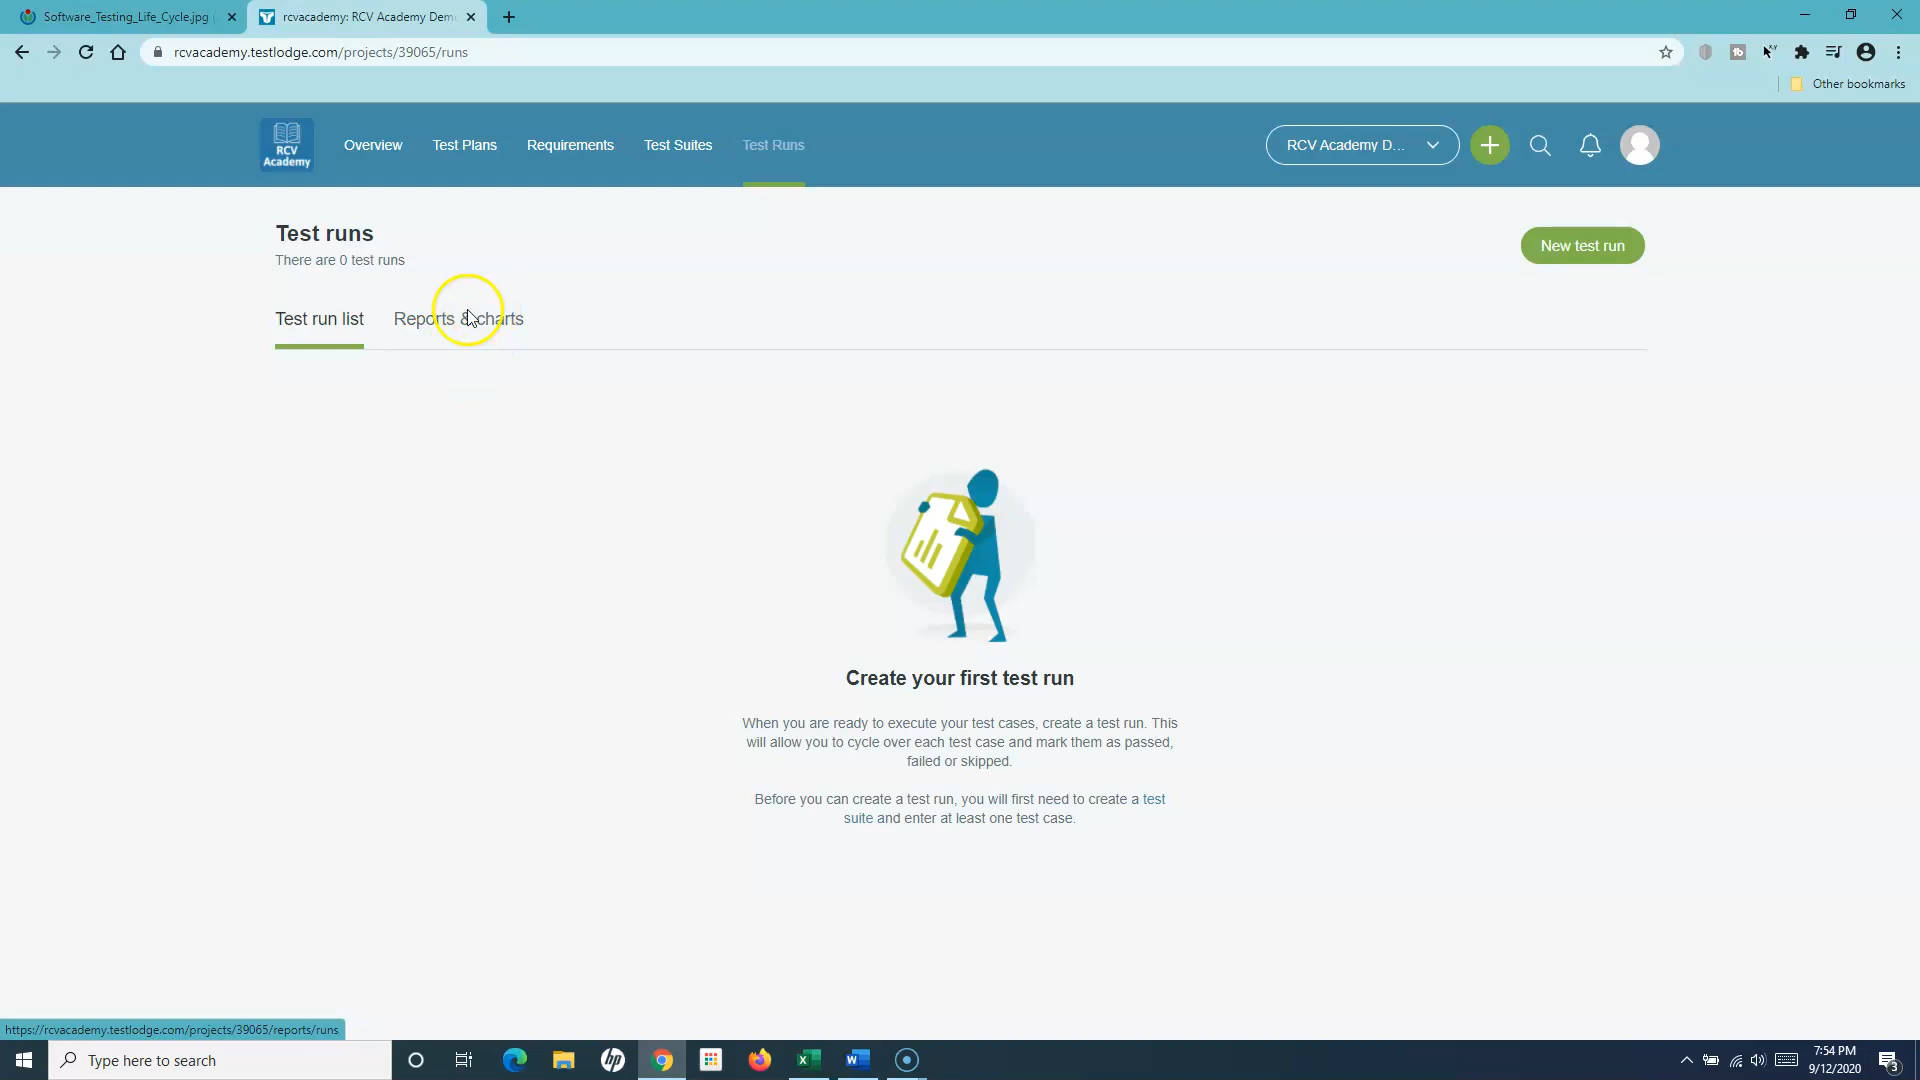 Software_Testing_Life_Cycle.jpg
rcvacademy: RCV Academy Dem
rcvacademy.testlodge.com/projects/39065/runs
Other bookmarks
RCV
Academy
Overview
Test Plans
Requirements
Test Suites
Test Runs
RCV Academy D...
Test runs
There are 0 test runs
New test run
Test run list
Reports & charts
Create your first test run
When you are ready to execute your test cases, create a test run. This
will allow you to cycle over each test case and mark them as passed,
failed or skipped.
Before you can create a test run, you will first need to create a test
suite and enter at least one test case.
https://rcvacademy.testlodge.com/projects/39065/reports/runs
Type here to search
7:54 PM
9/12/2020
3